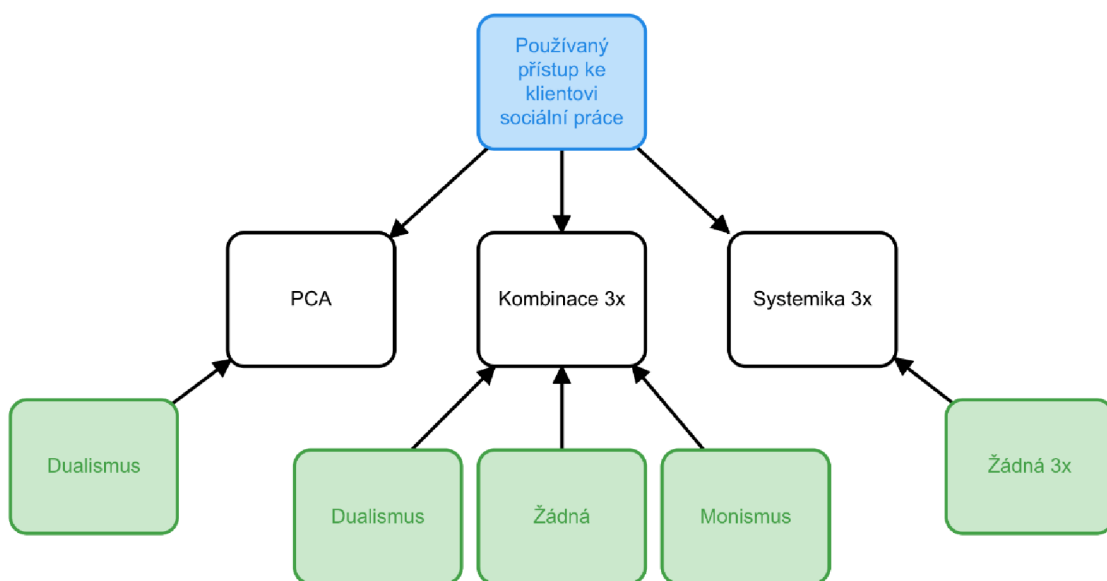 Používaný
přístup ke
klientovi
sociální práce
PCA
Kombinace 3x
Systemika 3x
Dualismus
Dualismus
Žádná
Monismus
Žádná 3x